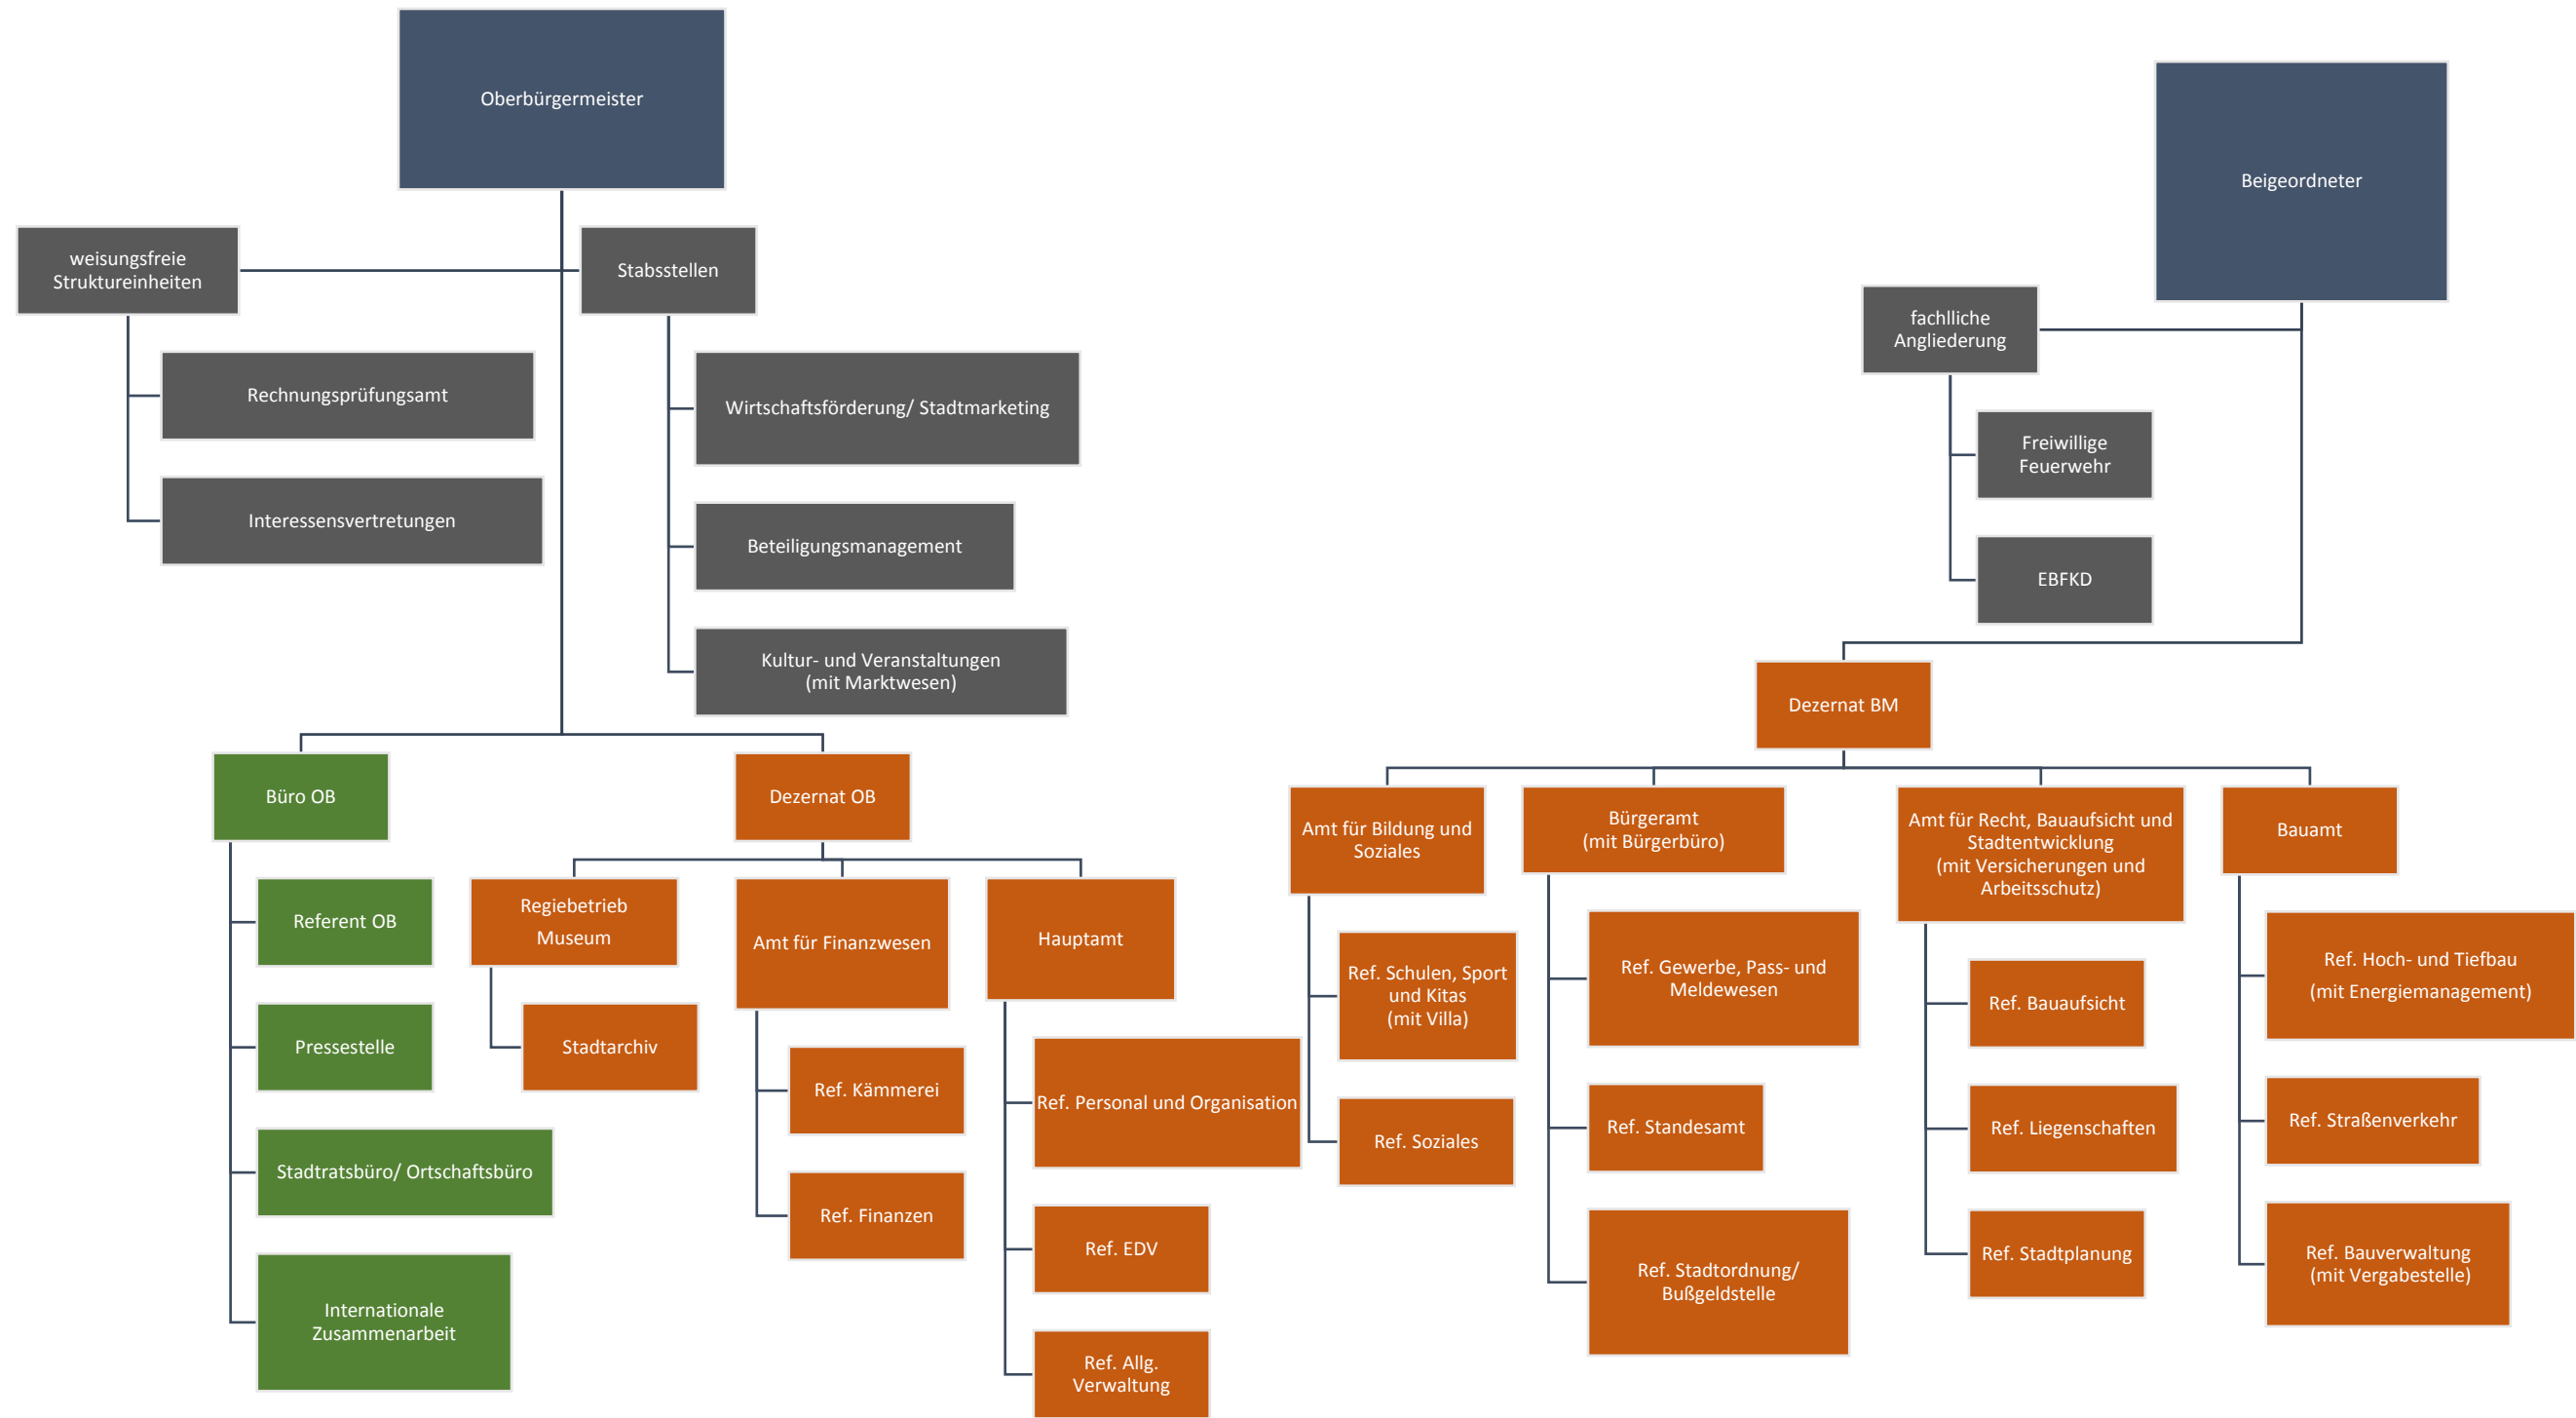 Oberbürgermeister
weisungsfreie
Struktureinheiten
Rechnungsprüfungsamt
Interessensvertretungen
Stabsstellen
Wirtschaftsförderung/ Stadtmarketing
Beteiligungsmanagement
Kultur- und Veranstaltungen
(mit Marktwesen)
Büro OB
Referent OB
Pressestelle
Stadtratsbüro/ Ortschaftsbüro
Internationale
Zusammenarbeit
Dezernat OB
Regiebetrieb
Museum
Stadtarchiv
Amt für Finanzwesen
Ref. Kämmerei
Ref. Finanzen
Hauptamt
Ref. Personal und Organisation
Ref. EDV
Ref. Allg.
Verwaltung
Beigeordneter
fachlliche
Angliederung
Freiwillige
Feuerwehr
EBFKD
Dezernat BM
Amt für Bildung und
Soziales
Ref. Schulen, Sport
und Kitas
(mit Villa)
Ref. Soziales
Bürgeramt
(mit Bürgerbüro)
Ref. Gewerbe, Pass- und
Meldewesen
Ref. Standesamt
Ref. Stadtordnung/
Bußgeldstelle
Amt für Recht, Bauaufsicht und
Stadtentwicklung
(mit Versicherungen und
Arbeitsschutz)
Ref. Bauaufsicht
Ref. Liegenschaften
Ref. Stadtplanung
Bauamt
Ref. Hoch- und Tiefbau
(mit Energiemanagement)
Ref. Straßenverkehr
Ref. Bauverwaltung
(mit Vergabestelle)